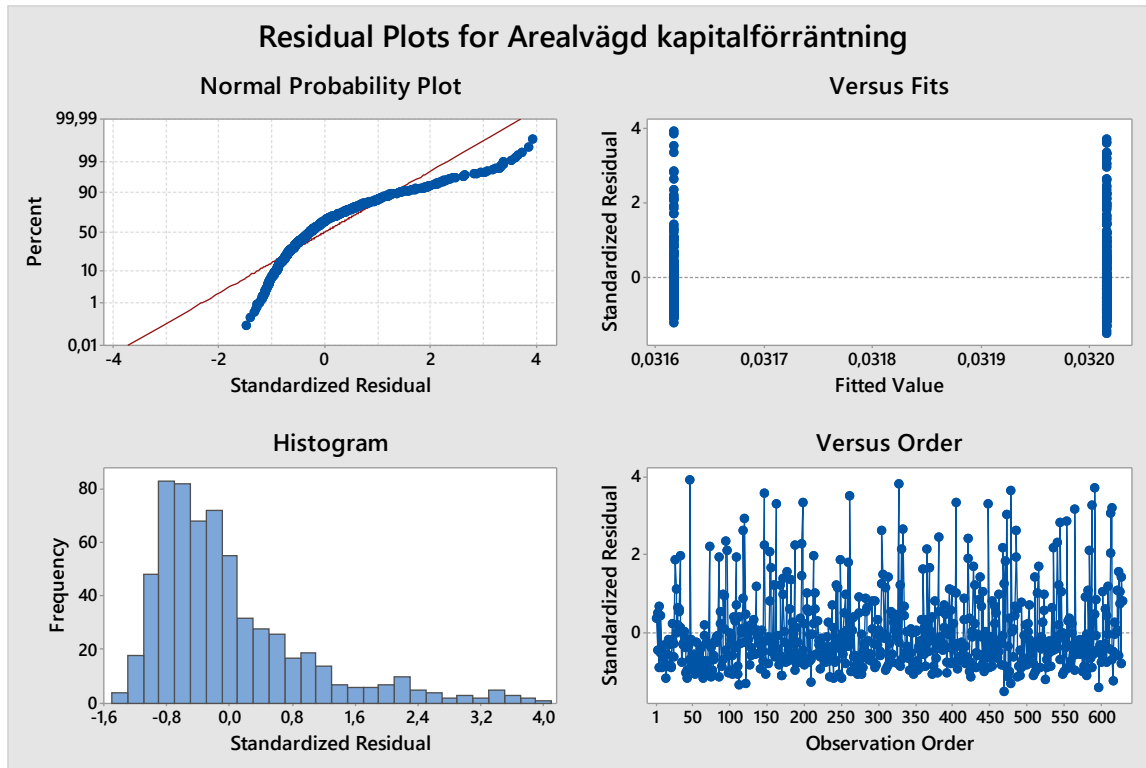 Residual Plots for Arealvägd kapitalförräntning
Normal Probability Plot
99,99
99
90
50
10
1
0,01
Percent
-4 -2 0 2 4
Standardized Residual
Versus Fits
4
2
0
Standardized Residual
0,0316 0,0317 0,0318 0,0319 0,0320
Fitted Value
Histogram
80
60
40
20
0
Frequency
-1,6 -0,8 0,0 0,8 1,6 2,4 3,2 4,0
Standardized Residual
Versus Order
4
2
0
Standardized Residual
1 50 100 150 200 250 300 350 400 450 500 550 600
Observation Order